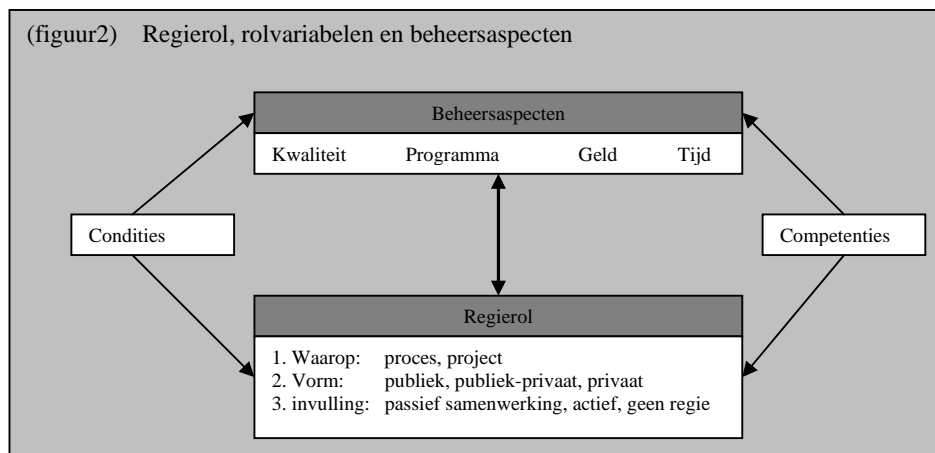 (figuur2) Regierol, rolvariabelen en beheersaspecten
Beheersaspecten
Kwaliteit Programma Geld Tijd
Condities
Competenties
Regierol
1. Waarop: proces, project
2. Vorm: publiek, publiek-privaat, privaat
3. invulling: passief samenwerking, actief, geen regie